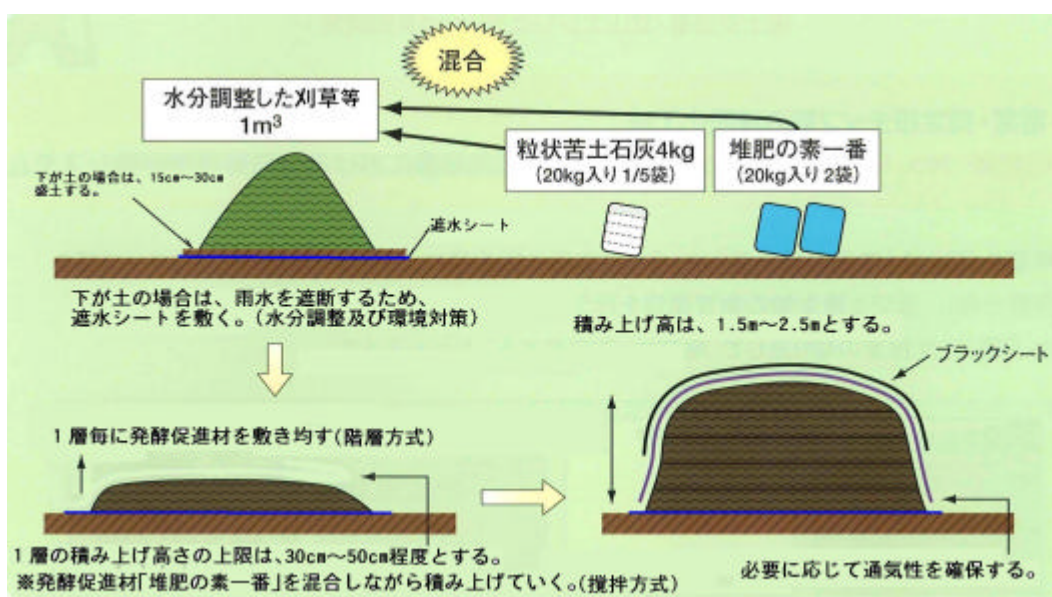 混合
水分調整した刈草等
1m³
粒状苦土石灰4kg
(20kg入り1/5袋)
堆肥の素一番
(20kg入り2袋)
下が土の場合は、15cm～30cm
盛土する。
遮水シート
下が土の場合は、雨水を遮断するため、
遮水シートを敷く。(水分調整及び環境対策)
積み上げ高は、1.5m～2.5mとする。
ブラックシート
1層毎に発酵促進材を敷き均す(階層方式)
1層の積み上げ高さの上限は、30cm～50cm程度とする。
※発酵促進材「堆肥の素一番」を混合しながら積み上げていく。(撹拌方式)
必要に応じて通気性を確保する。